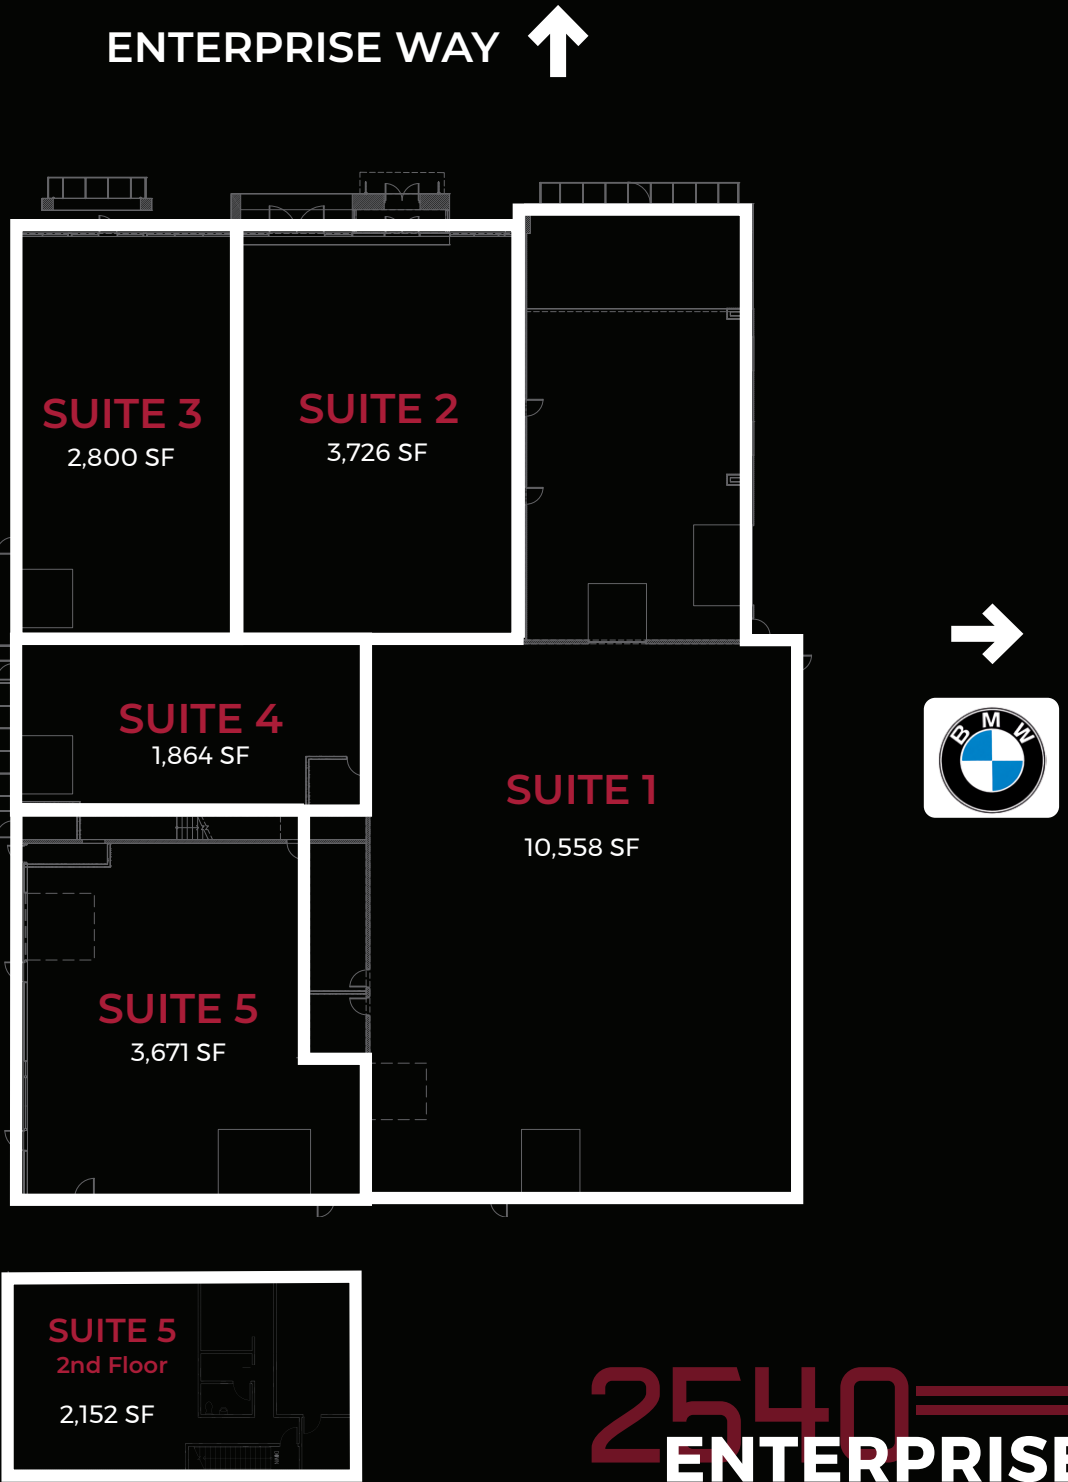 ENTERPRISE WAY
SUITE 3
2,800 SF
SUITE 2
3,726 SF
SUITE 4
1,864 SF
SUITE 1
10,558 SF
BMW
SUITE 5
3,671 SF
SUITE 5
2nd Floor
2,152 SF
2540
ENTERPRISE